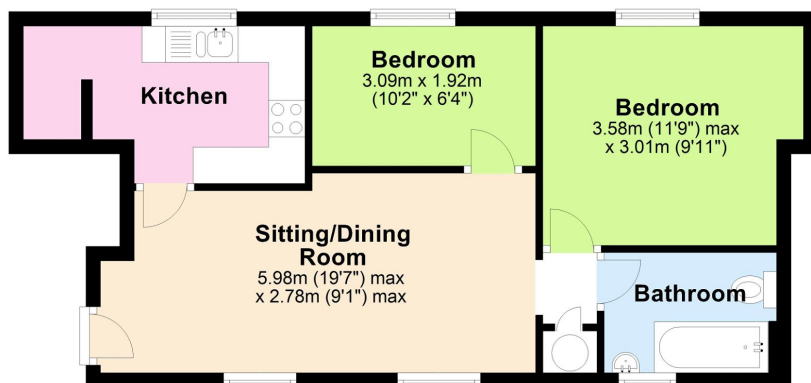 Kitchen
Bedroom
3.09m x 1.92m
(10'2" x 6'4")
Bedroom
3.58m (11'9") max
x 3.01m (9'11")
Sitting/Dining
Room
5.98m (19'7") max
x 2.78m (9'1") max
Bathroom